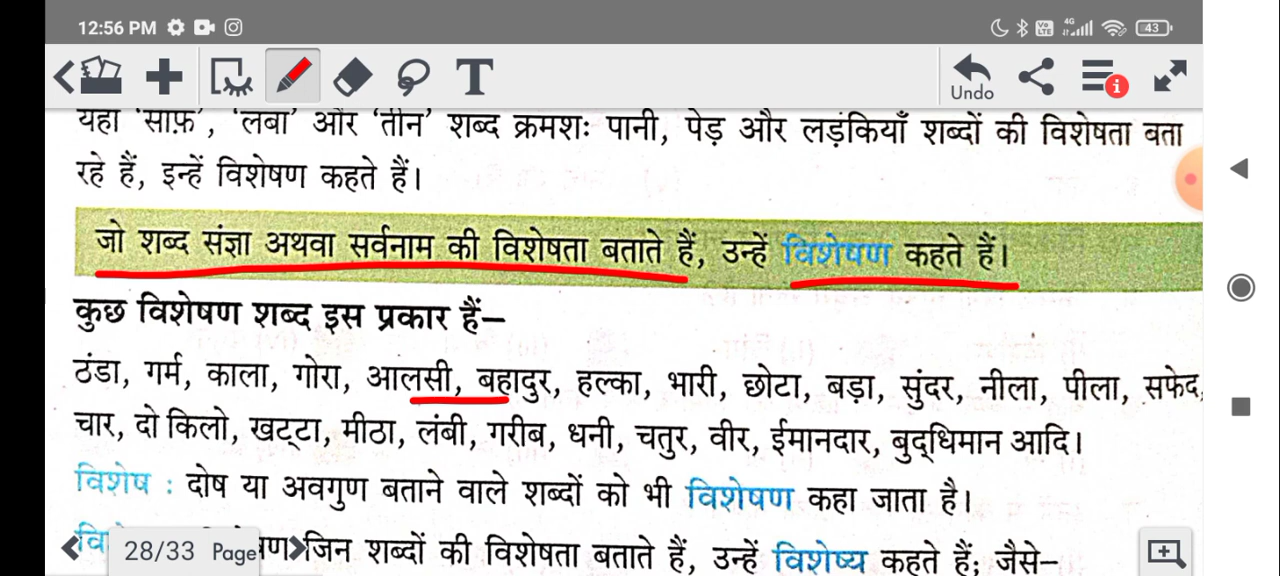 12:56 PM 4G 43
T Undo i
यहाँ 'साफ़', 'लंबा' और 'तीन' शब्द क्रमशः पानी, पेड़ और लड़कियाँ शब्दों की विशेषता बता
रहे हैं, इन्हें विशेषण कहते हैं।
जो शब्द संज्ञा अथवा सर्वनाम की विशेषता बताते हैं, उन्हें विशेषण कहते हैं।
कुछ विशेषण शब्द इस प्रकार हैं–
ठंडा, गर्म, काला, गोरा, आलसी, बहादुर, हल्का, भारी, छोटा, बड़ा, सुंदर, नीला, पीला, सफेद,
चार, दो किलो, खट्टा, मीठा, लंबी, गरीब, धनी, चतुर, वीर, ईमानदार, बुद्धिमान आदि।
विशेष : दोष या अवगुण बताने वाले शब्दों को भी विशेषण कहा जाता है।
जिन शब्दों की विशेषता बताते हैं, उन्हें विशेष्य कहते हैं; जैसे–
28/33 Page